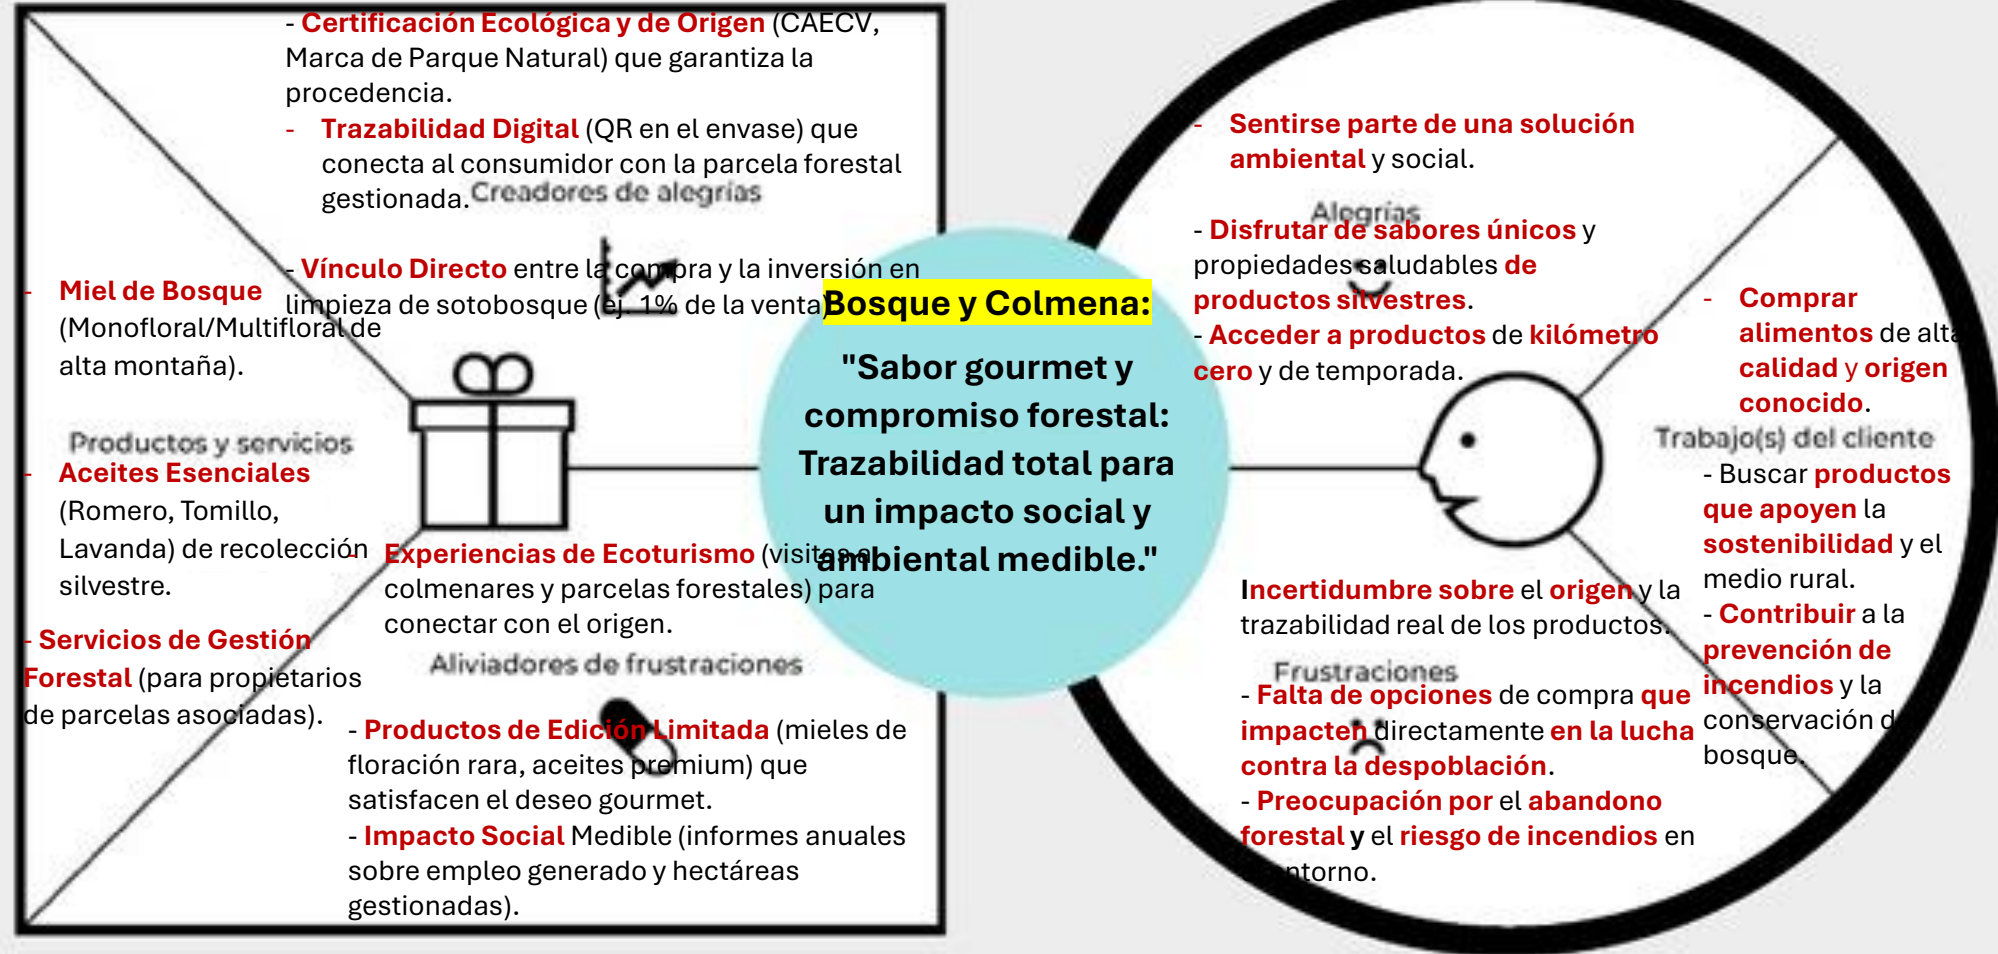 - Certificación Ecológica y de Origen (CAECV,
Marca de Parque Natural) que garantiza la
procedencia.
- Trazabilidad Digital (QR en el envase) que
conecta al consumidor con la parcela forestal
gestionada.
Creadores de alegrías
- Vínculo Directo entre la compra y la inversión en
limpieza de sotobosque (ej. 1% de la venta)
- Miel de Bosque
(Monofloral/Multifloral de
alta montaña).
Productos y servicios
- Aceites Esenciales
(Romero, Tomillo,
Lavanda) de recolección
silvestre.
- Servicios de Gestión
Forestal (para propietarios
de parcelas asociadas).
- Experiencias de Ecoturismo (visitas a
colmenares y parcelas forestales) para
conectar con el origen.
Aliviadores de frustraciones
- Productos de Edición Limitada (mieles de
floración rara, aceites premium) que
satisfacen el deseo gourmet.
- Impacto Social Medible (informes anuales
sobre empleo generado y hectáreas
gestionadas).
Bosque y Colmena:
"Sabor gourmet y
compromiso forestal:
Trazabilidad total para
un impacto social y
ambiental medible."
- Sentirse parte de una solución
ambiental y social.
Alegrías
- Disfrutar de sabores únicos y
propiedades saludables de
productos silvestres.
- Acceder a productos de kilómetro
cero y de temporada.
- Comprar
alimentos de alta
calidad y origen
conocido.
Trabajo(s) del cliente
- Buscar productos
que apoyen la
sostenibilidad y el
medio rural.
- Contribuir a la
prevención de
incendios y la
conservación
bosque.
Incertidumbre sobre el origen y la
trazabilidad real de los productos.
Frustraciones
- Falta de opciones de compra que
impacten directamente en la lucha
contra la despoblación.
- Preocupación por el abandono
forestal y el riesgo de incendios en
entorno.